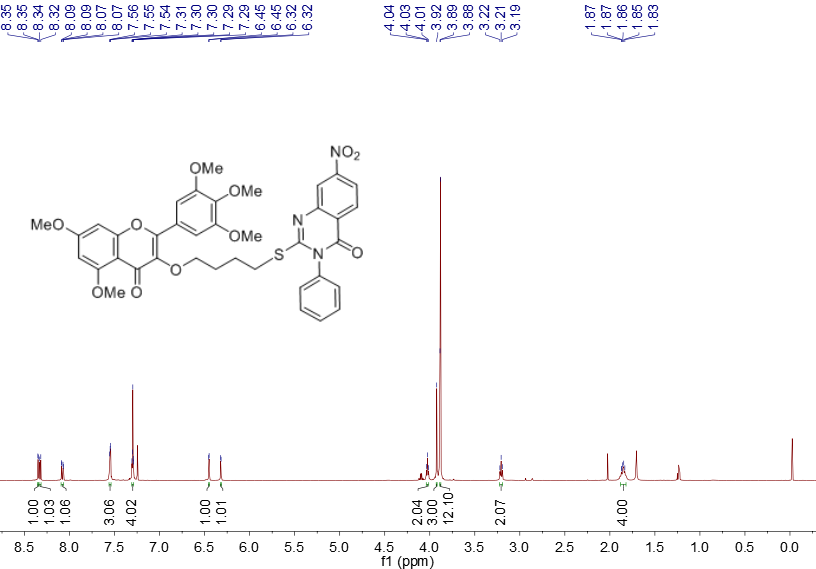 8.35 8.35 8.34 8.32 8.09 8.09 8.07 8.07 7.56 7.55 7.54 7.31 7.30 7.30 7.29 7.29 6.45 6.45 6.32 6.32 4.04 4.03 4.01 3.92 3.89 3.88 3.22 3.21 3.19 1.87 1.87 1.86 1.85 1.83
NO2
OMe
OMe
MeO
O
OMe
N
S
N
O
O
OMe
O
1.00 1.03 1.06 3.06 4.02 1.00 1.01 2.04 3.00 12.10 2.07 4.00
8.5 8.0 7.5 7.0 6.5 6.0 5.5 5.0 4.5 4.0 3.5 3.0 2.5 2.0 1.5 1.0 0.5 0.0
f1 (ppm)